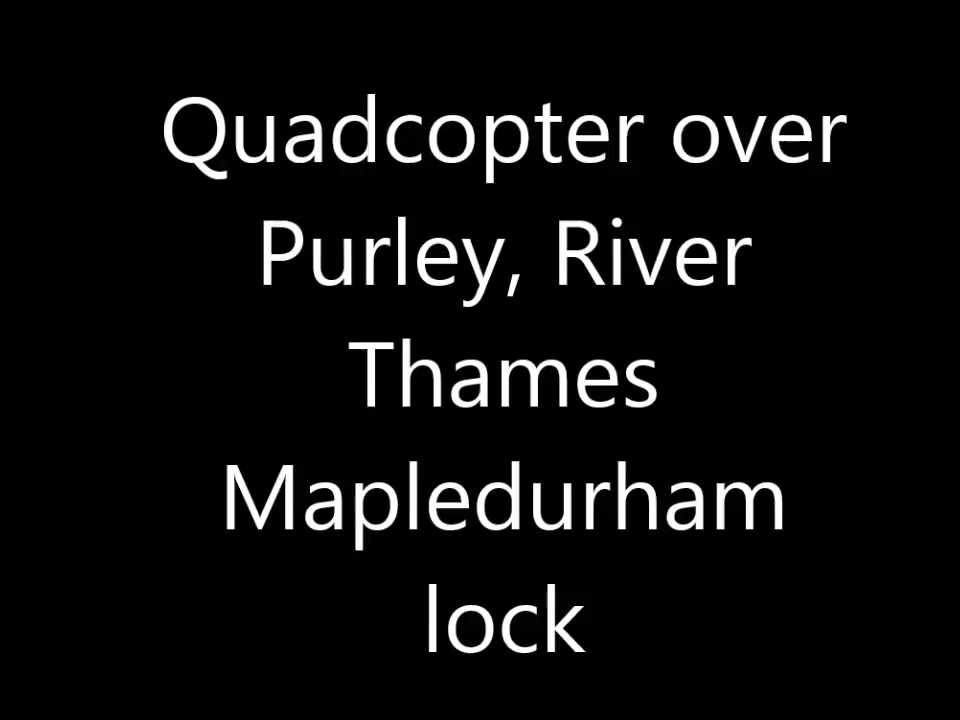 Quadcopter over
Purley, River
Thames
Mapledurham
lock